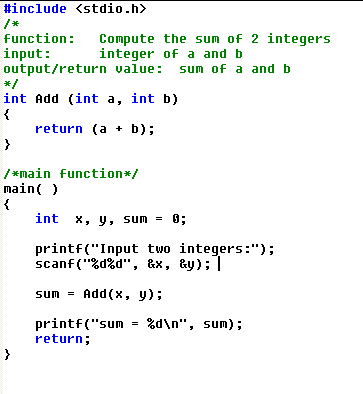 #include <stdio.h>
/*
function:   Compute the sum of 2 integers
input:      integer of a and b
output/return value:  sum of a and b
*/
int Add (int a, int b)
{
    return (a + b);
}
/*main function*/
main( )
{
    int  x, y, sum = 0;
    printf("Input two integers:");
    scanf("%d%d", &x, &y);
    sum = Add(x, y);
    printf("sum = %d\n", sum);
    return;
}